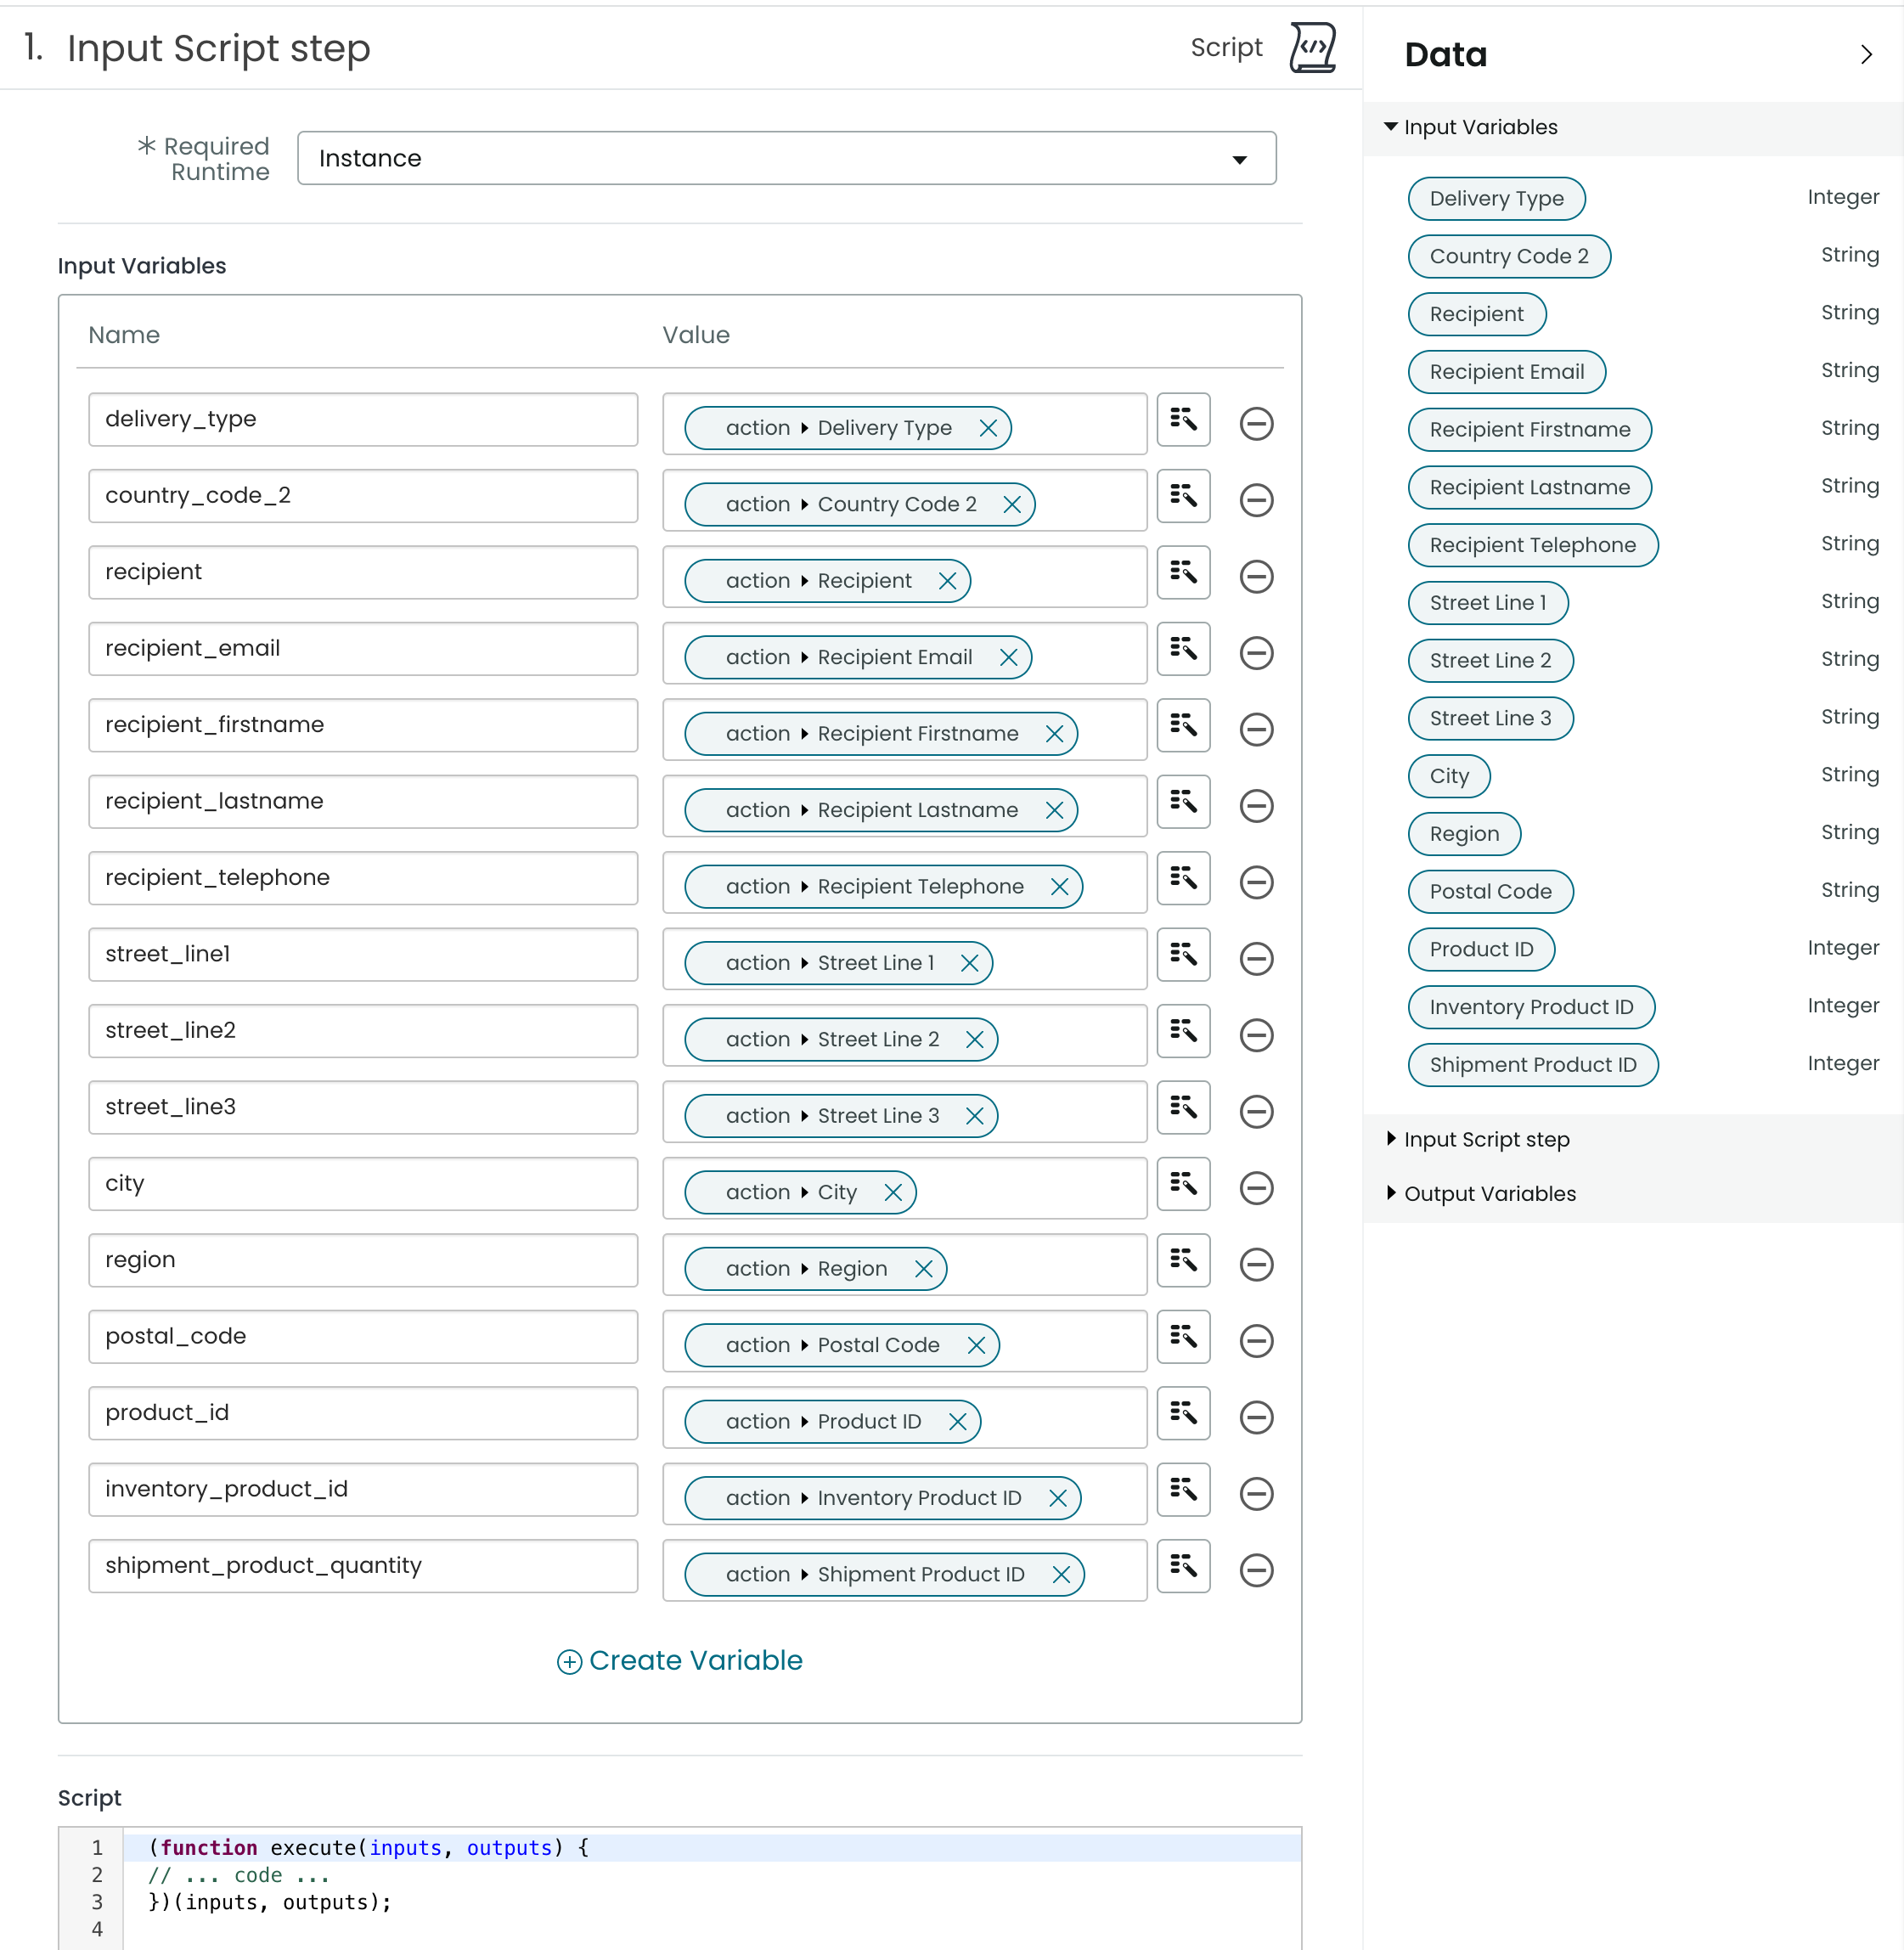 1. Input Script step
Script
* Required Runtime
Instance
Input Variables
Name Value
delivery_type action Delivery Type
country_code_2 action Country Code 2
recipient action Recipient
recipient_email action Recipient Email
recipient_firstname action Recipient Firstname
recipient_lastname action Recipient Lastname
recipient_telephone action Recipient Telephone
street_line1 action Street Line 1
street_line2 action Street Line 2
street_line3 action Street Line 3
city action City
region action Region
postal_code action Postal Code
product_id action Product ID
inventory_product_id action Inventory Product ID
shipment_product_quantity action Shipment Product ID
Create Variable
Script
1 (function execute(inputs, outputs) {
2 // ... code ...
3 })(inputs, outputs);
4
Data
Input Variables
Delivery Type Integer
Country Code 2 String
Recipient String
Recipient Email String
Recipient Firstname String
Recipient Lastname String
Recipient Telephone String
Street Line 1 String
Street Line 2 String
Street Line 3 String
City String
Region String
Postal Code String
Product ID Integer
Inventory Product ID Integer
Shipment Product ID Integer
Input Script step
Output Variables